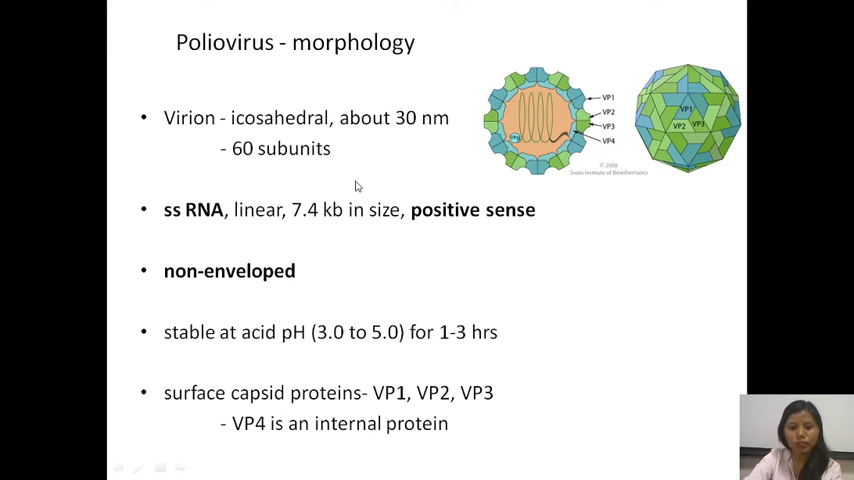 Poliovirus - morphology
• Virion - icosahedral, about 30 nm
- 60 subunits
• ss RNA, linear, 7.4 kb in size, positive sense
• non-enveloped
• stable at acid pH (3.0 to 5.0) for 1-3 hrs
• surface capsid proteins- VP1, VP2, VP3
- VP4 is an internal protein
VP1
VP2
VP3
VP4
VPg
© 2008
Swiss Institute of Bioinformatics
VP1
VP2 VP3